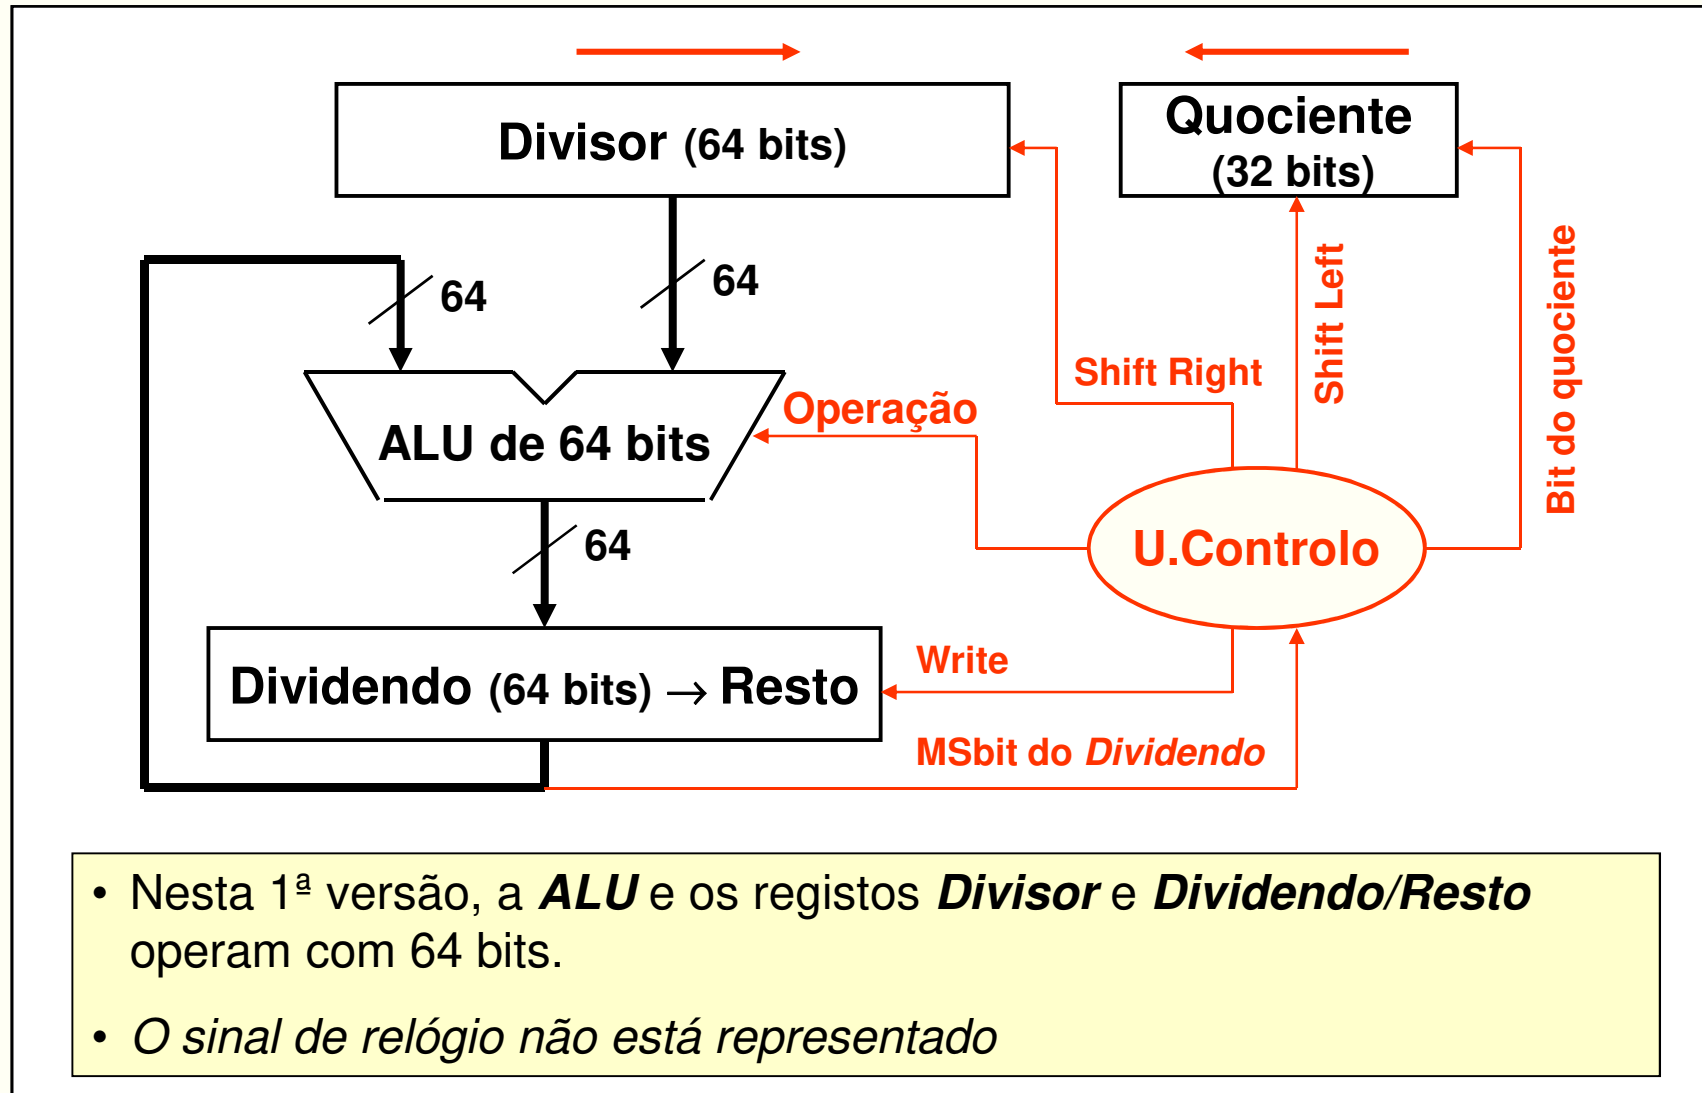 Divisor (64 bits)
Quociente
(32 bits)
64
64
Shift Right
Shift Left
Bit do quociente
Operação
ALU de 64 bits
64
U.Controlo
Write
Dividendo (64 bits) → Resto
MSbit do Dividendo
• Nesta 1ª versão, a ALU e os registos Divisor e Dividendo/Resto
operam com 64 bits.
• O sinal de relógio não está representado